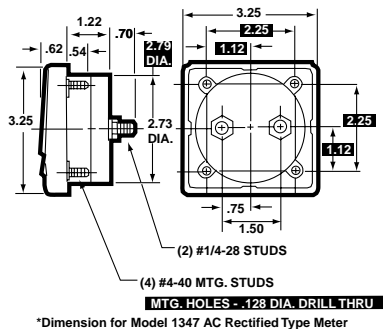 1.22
3.25
.62
.54
.70
2.79
DIA.
2.25
1.12
3.25
2.73
DIA.
2.25
1.12
.75
1.50
(2) #1/4-28 STUDS
(4) #4-40 MTG. STUDS
MTG. HOLES - .128 DIA. DRILL THRU
*Dimension for Model 1347 AC Rectified Type Meter